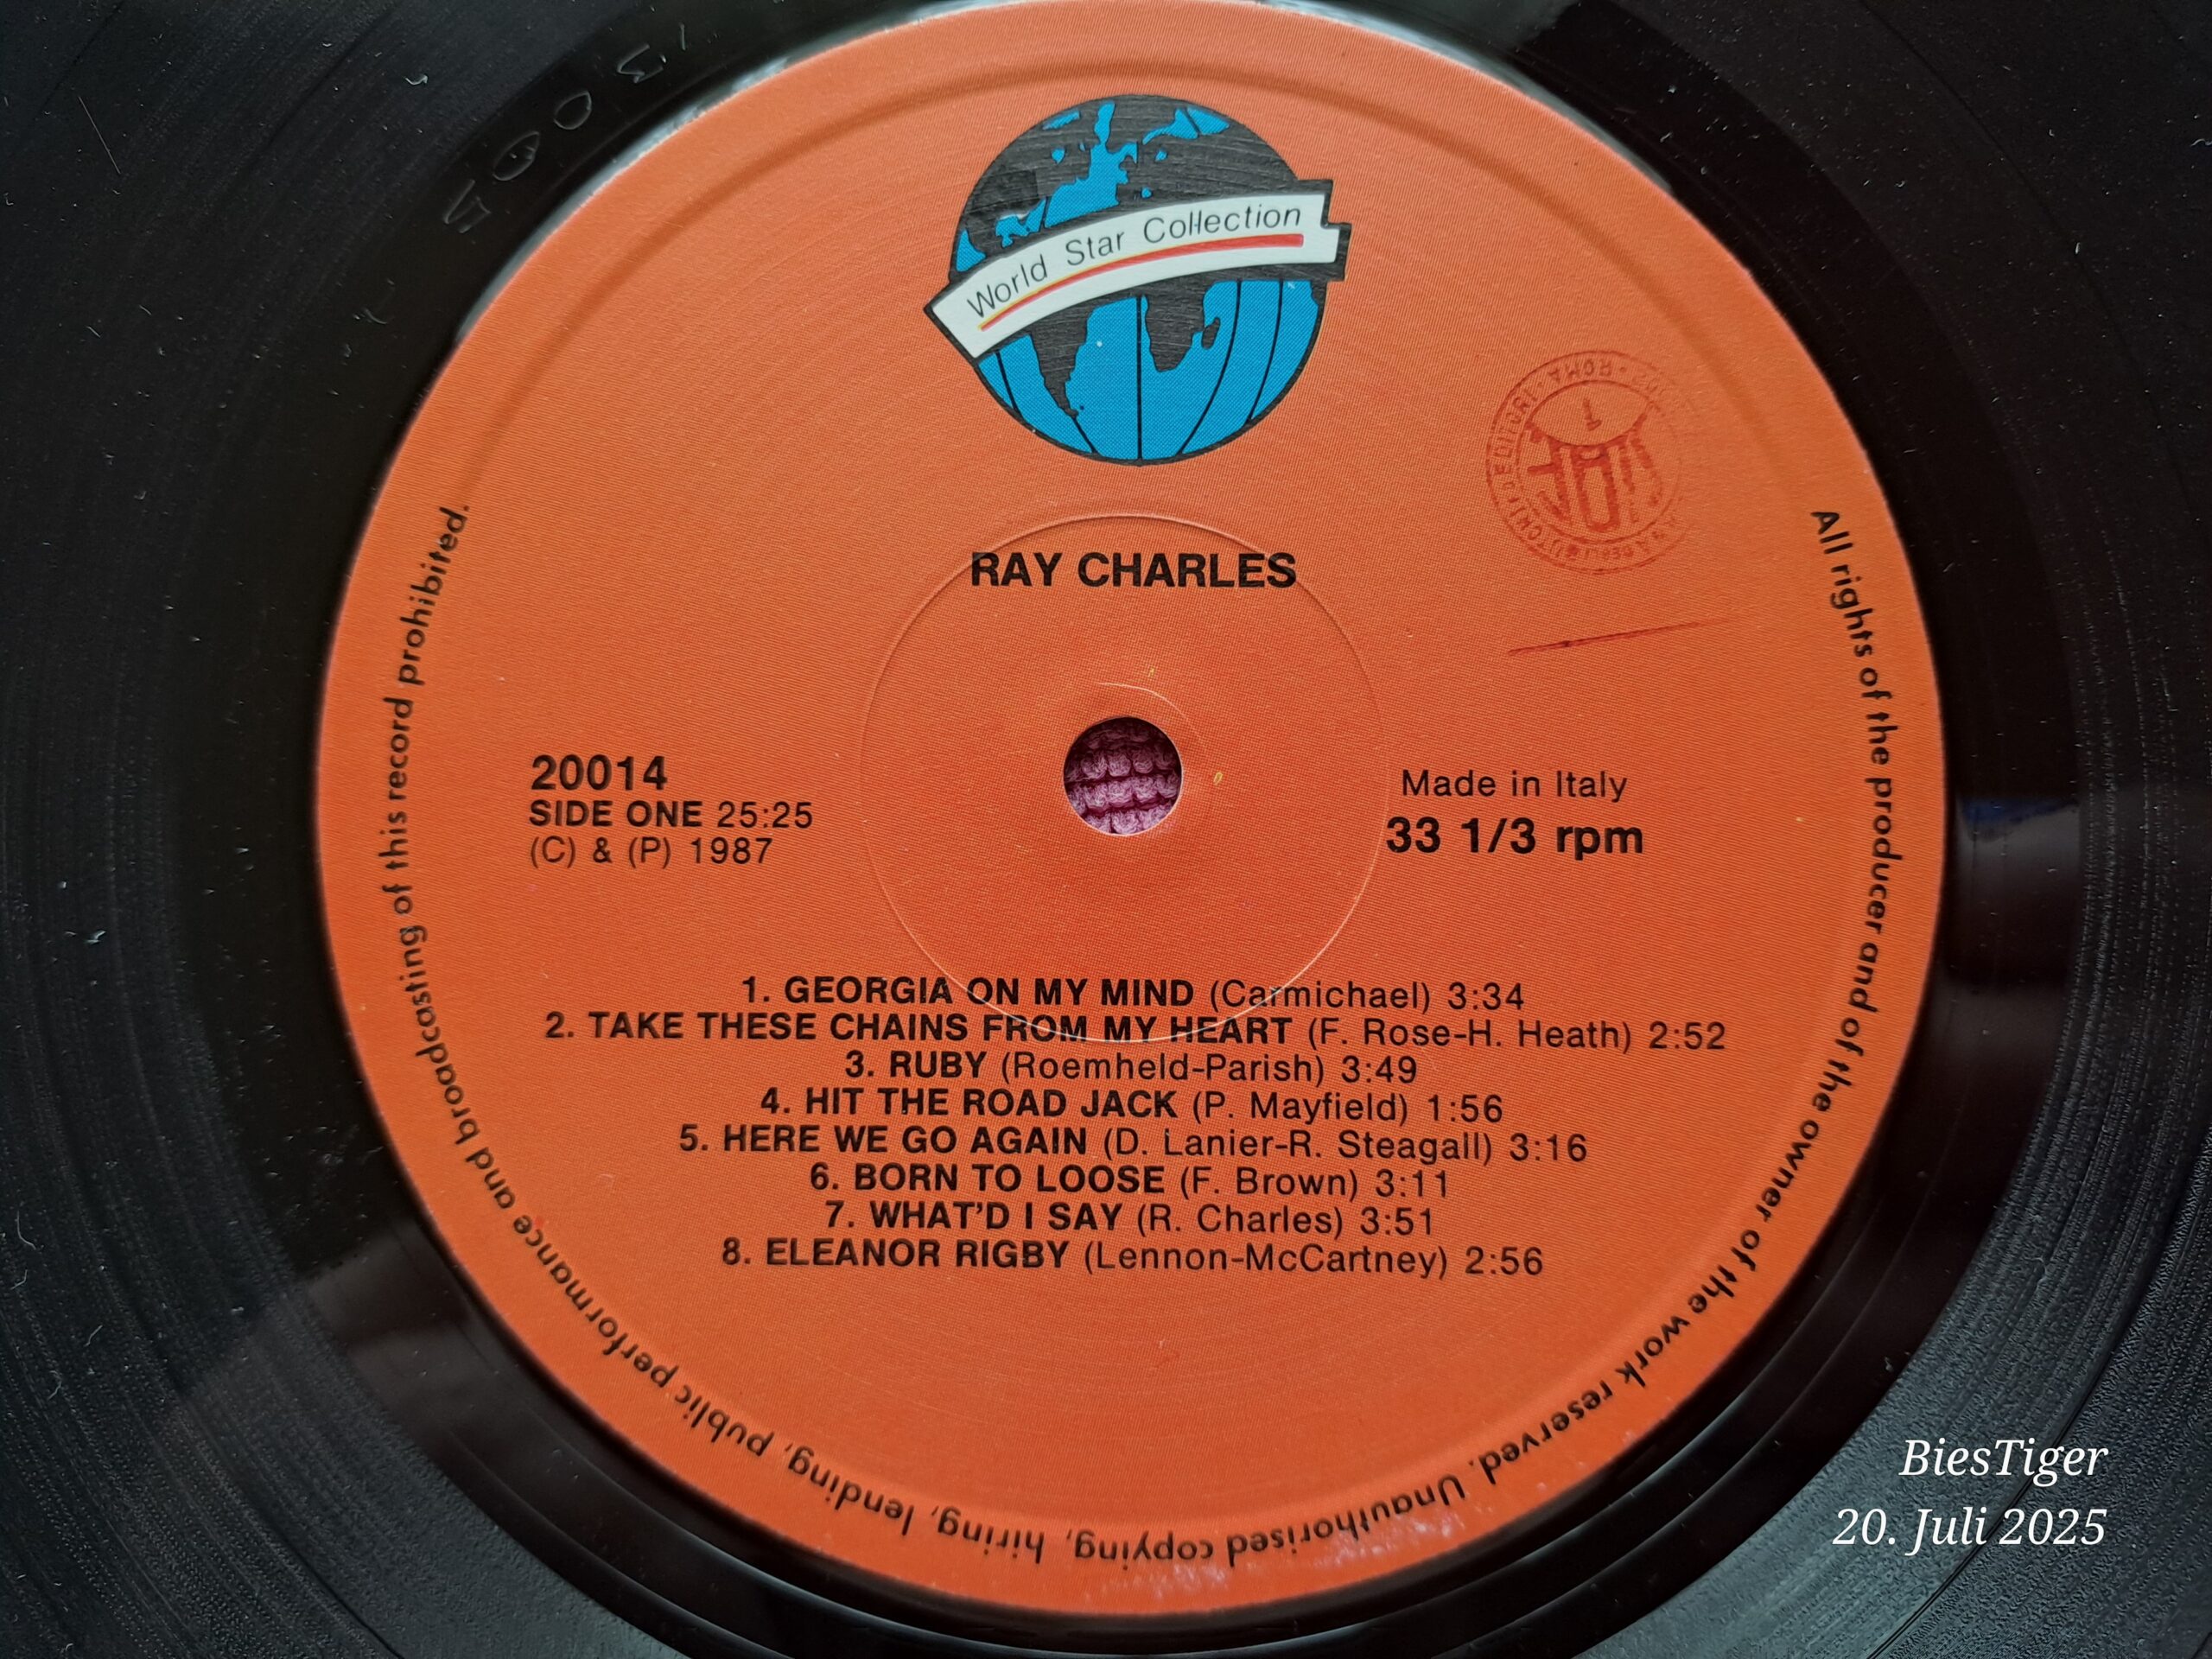 World Star Collection
ROMA
RAY CHARLES
20014
SIDE ONE 25:25
(C) & (P) 1987
Made in Italy
33 1/3 rpm
1. GEORGIA ON MY MIND (Carmichael) 3:34
2. TAKE THESE CHAINS FROM MY HEART (F. Rose-H. Heath) 2:52
3. RUBY (Roemheld-Parish) 3:49
4. HIT THE ROAD JACK (P. Mayfield) 1:56
5. HERE WE GO AGAIN (D. Lanier-R. Steagall) 3:16
6. BORN TO LOOSE (F. Brown) 3:11
7. WHAT'D I SAY (R. Charles) 3:51
8. ELEANOR RIGBY (Lennon-McCartney) 2:56
All rights of the producer and of the owner of the work reserved. Unauthorised copying, hiring, lending, public performance and broadcasting of this record prohibited.
BiesTiger
20. Juli 2025